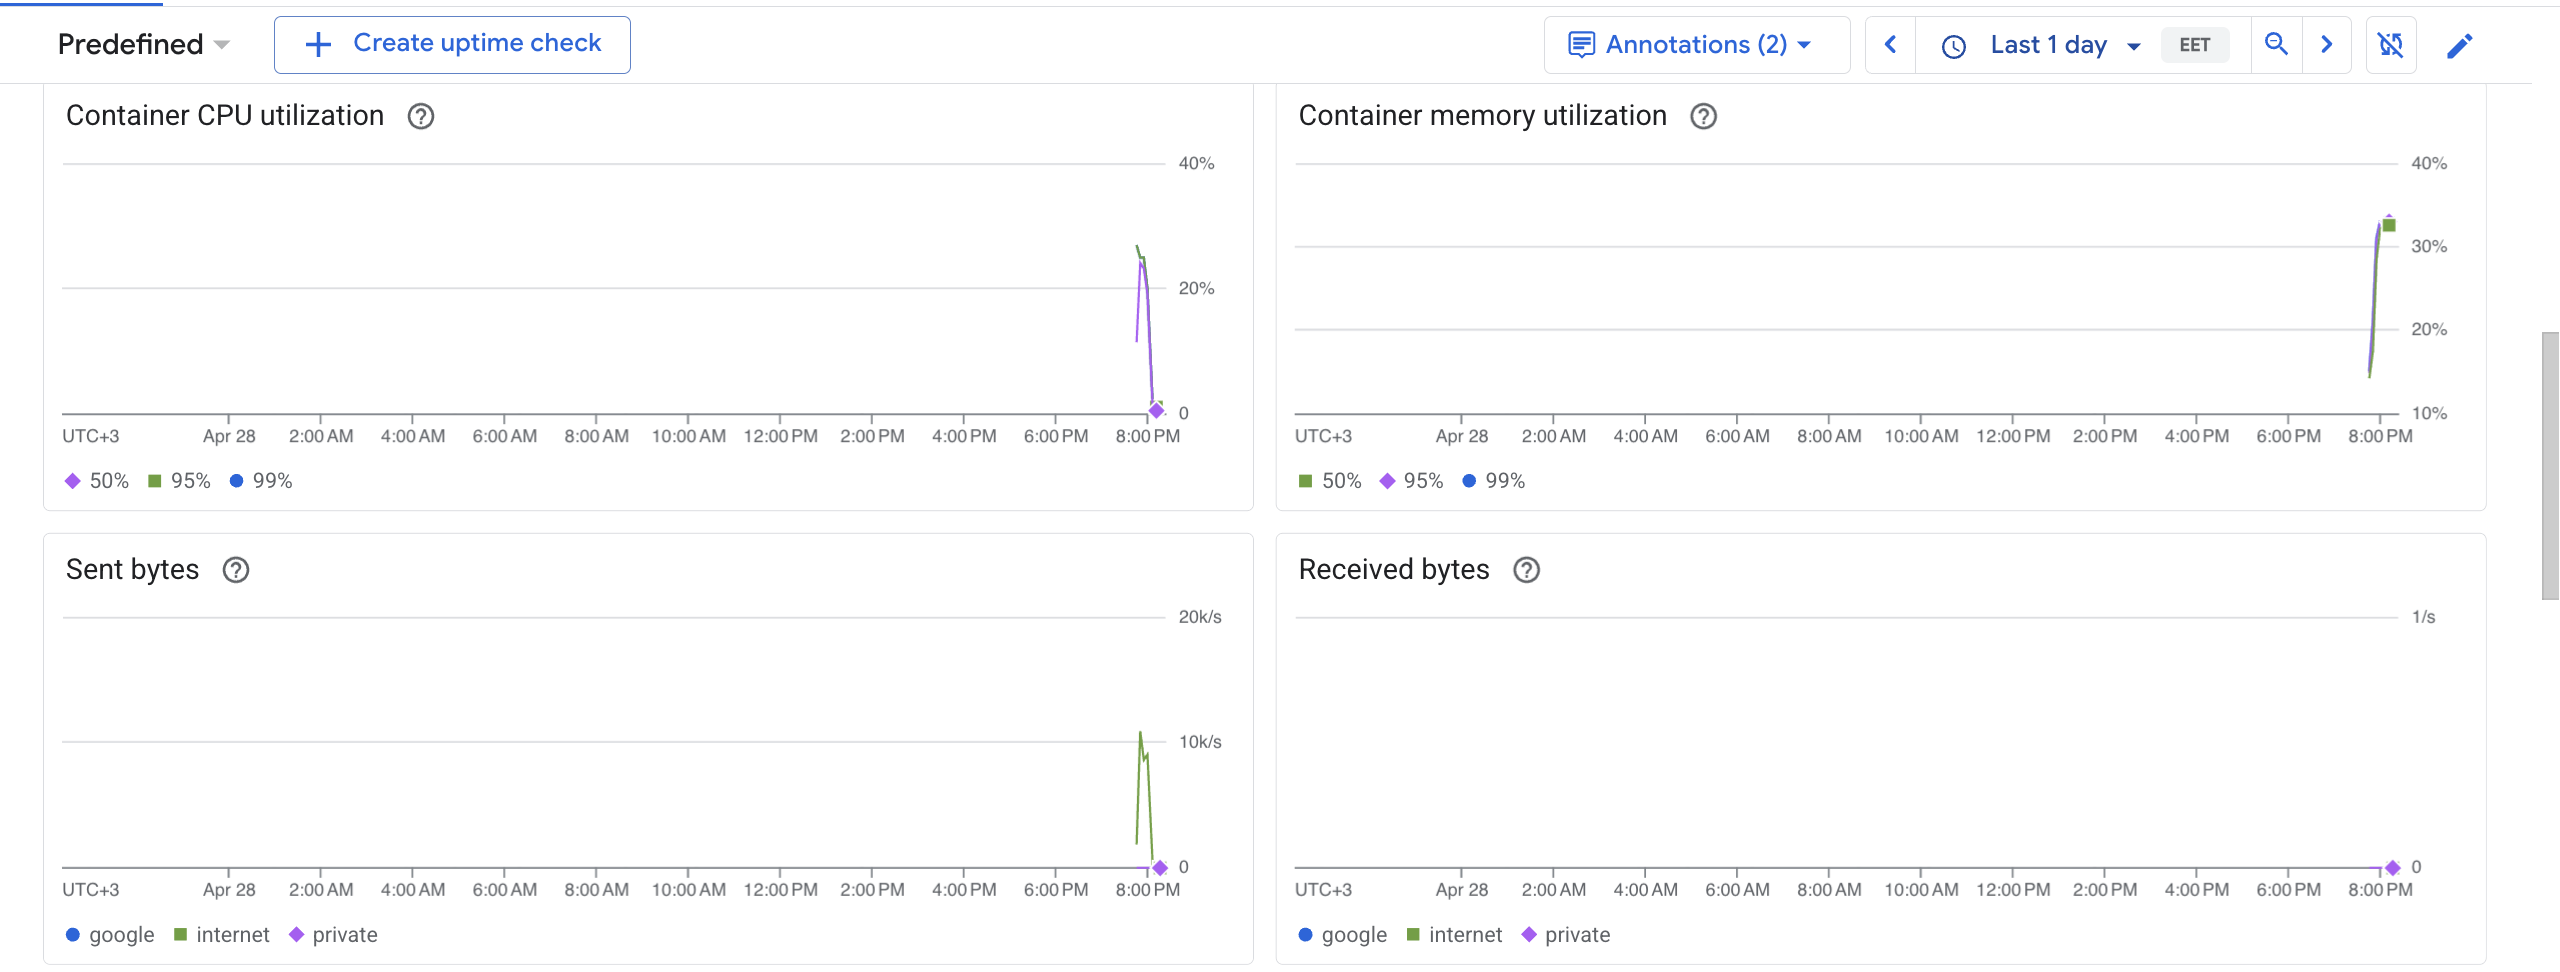 Predefined
Create uptime check
Annotations (2)
Last 1 day
EET
Container CPU utilization
40%
20%
0
UTC+3 Apr 28 2:00 AM 4:00 AM 6:00 AM 8:00 AM 10:00 AM 12:00 PM 2:00 PM 4:00 PM 6:00 PM 8:00 PM
50% 95% 99%
Container memory utilization
40%
30%
20%
10%
UTC+3 Apr 28 2:00 AM 4:00 AM 6:00 AM 8:00 AM 10:00 AM 12:00 PM 2:00 PM 4:00 PM 6:00 PM 8:00 PM
50% 95% 99%
Sent bytes
20k/s
10k/s
0
UTC+3 Apr 28 2:00 AM 4:00 AM 6:00 AM 8:00 AM 10:00 AM 12:00 PM 2:00 PM 4:00 PM 6:00 PM 8:00 PM
google internet private
Received bytes
1/s
0
UTC+3 Apr 28 2:00 AM 4:00 AM 6:00 AM 8:00 AM 10:00 AM 12:00 PM 2:00 PM 4:00 PM 6:00 PM 8:00 PM
google internet private